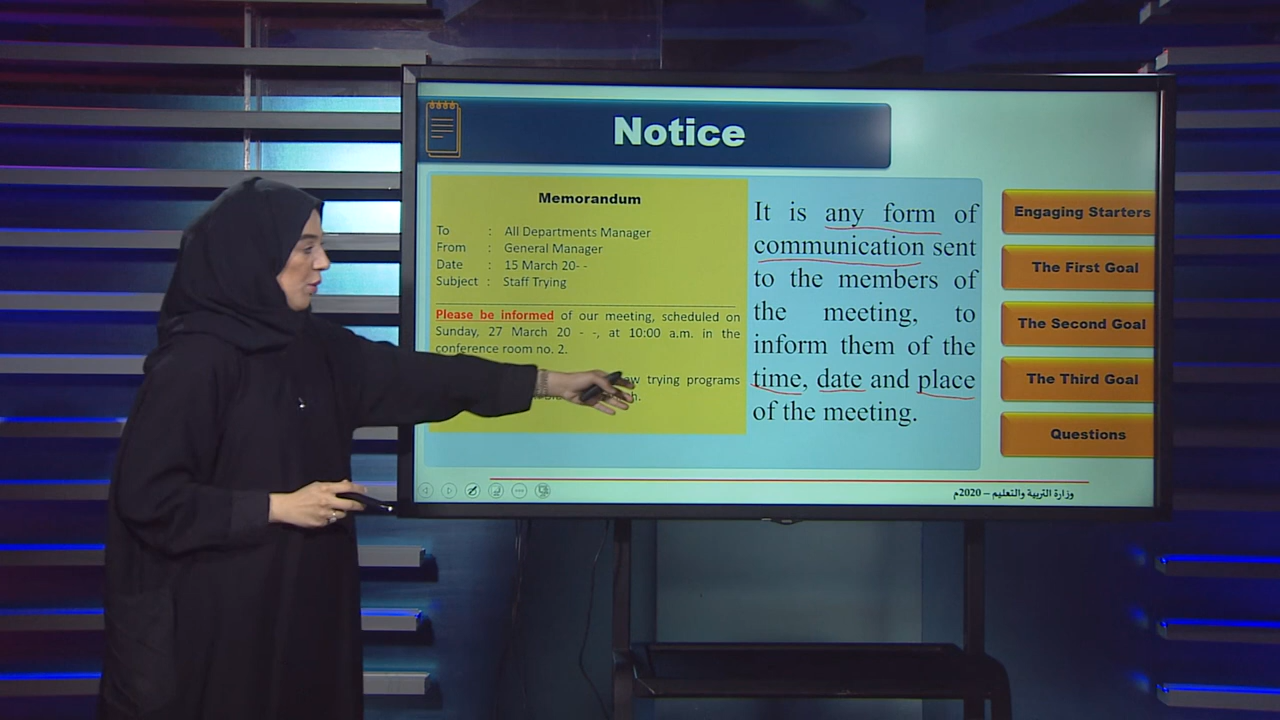 Notice
Memorandum
To : All Departments Manager
From : General Manager
Date : 15 March 20- -
Subject : Staff Trying
Please be informed of our meeting, scheduled on
Sunday, 27 March 20 - -, at 10:00 a.m. in the
conference room no. 2.
trying programs
It is any form of
communication sent
to the members of
the meeting, to
inform them of the
time, date and place
of the meeting.
Engaging Starters
The First Goal
The Second Goal
The Third Goal
Questions
وزارة التربية والتعليم – 2020م